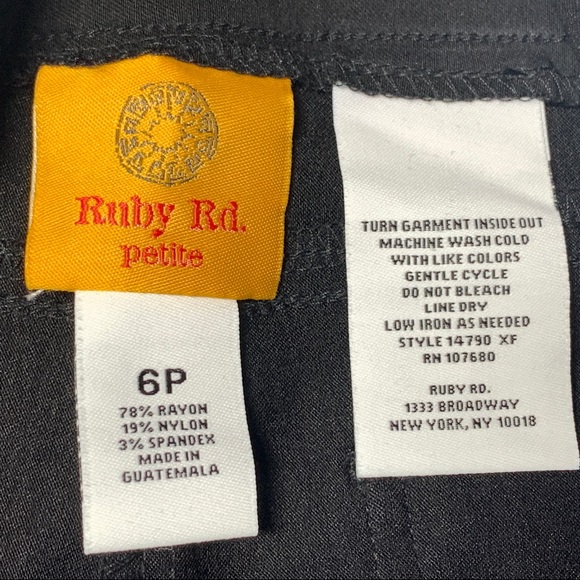 Ruby Rd.
petite
6P
78% RAYON
19% NYLON
3% SPANDEX
MADE IN
GUATEMALA
TURN GARMENT INSIDE OUT
MACHINE WASH COLD
WITH LIKE COLORS
GENTLE CYCLE
DO NOT BLEACH
LINE DRY
LOW IRON AS NEEDED
STYLE 14790 XF
RN 107680
RUBY RD.
1333 BROADWAY
NEW YORK, NY 10018